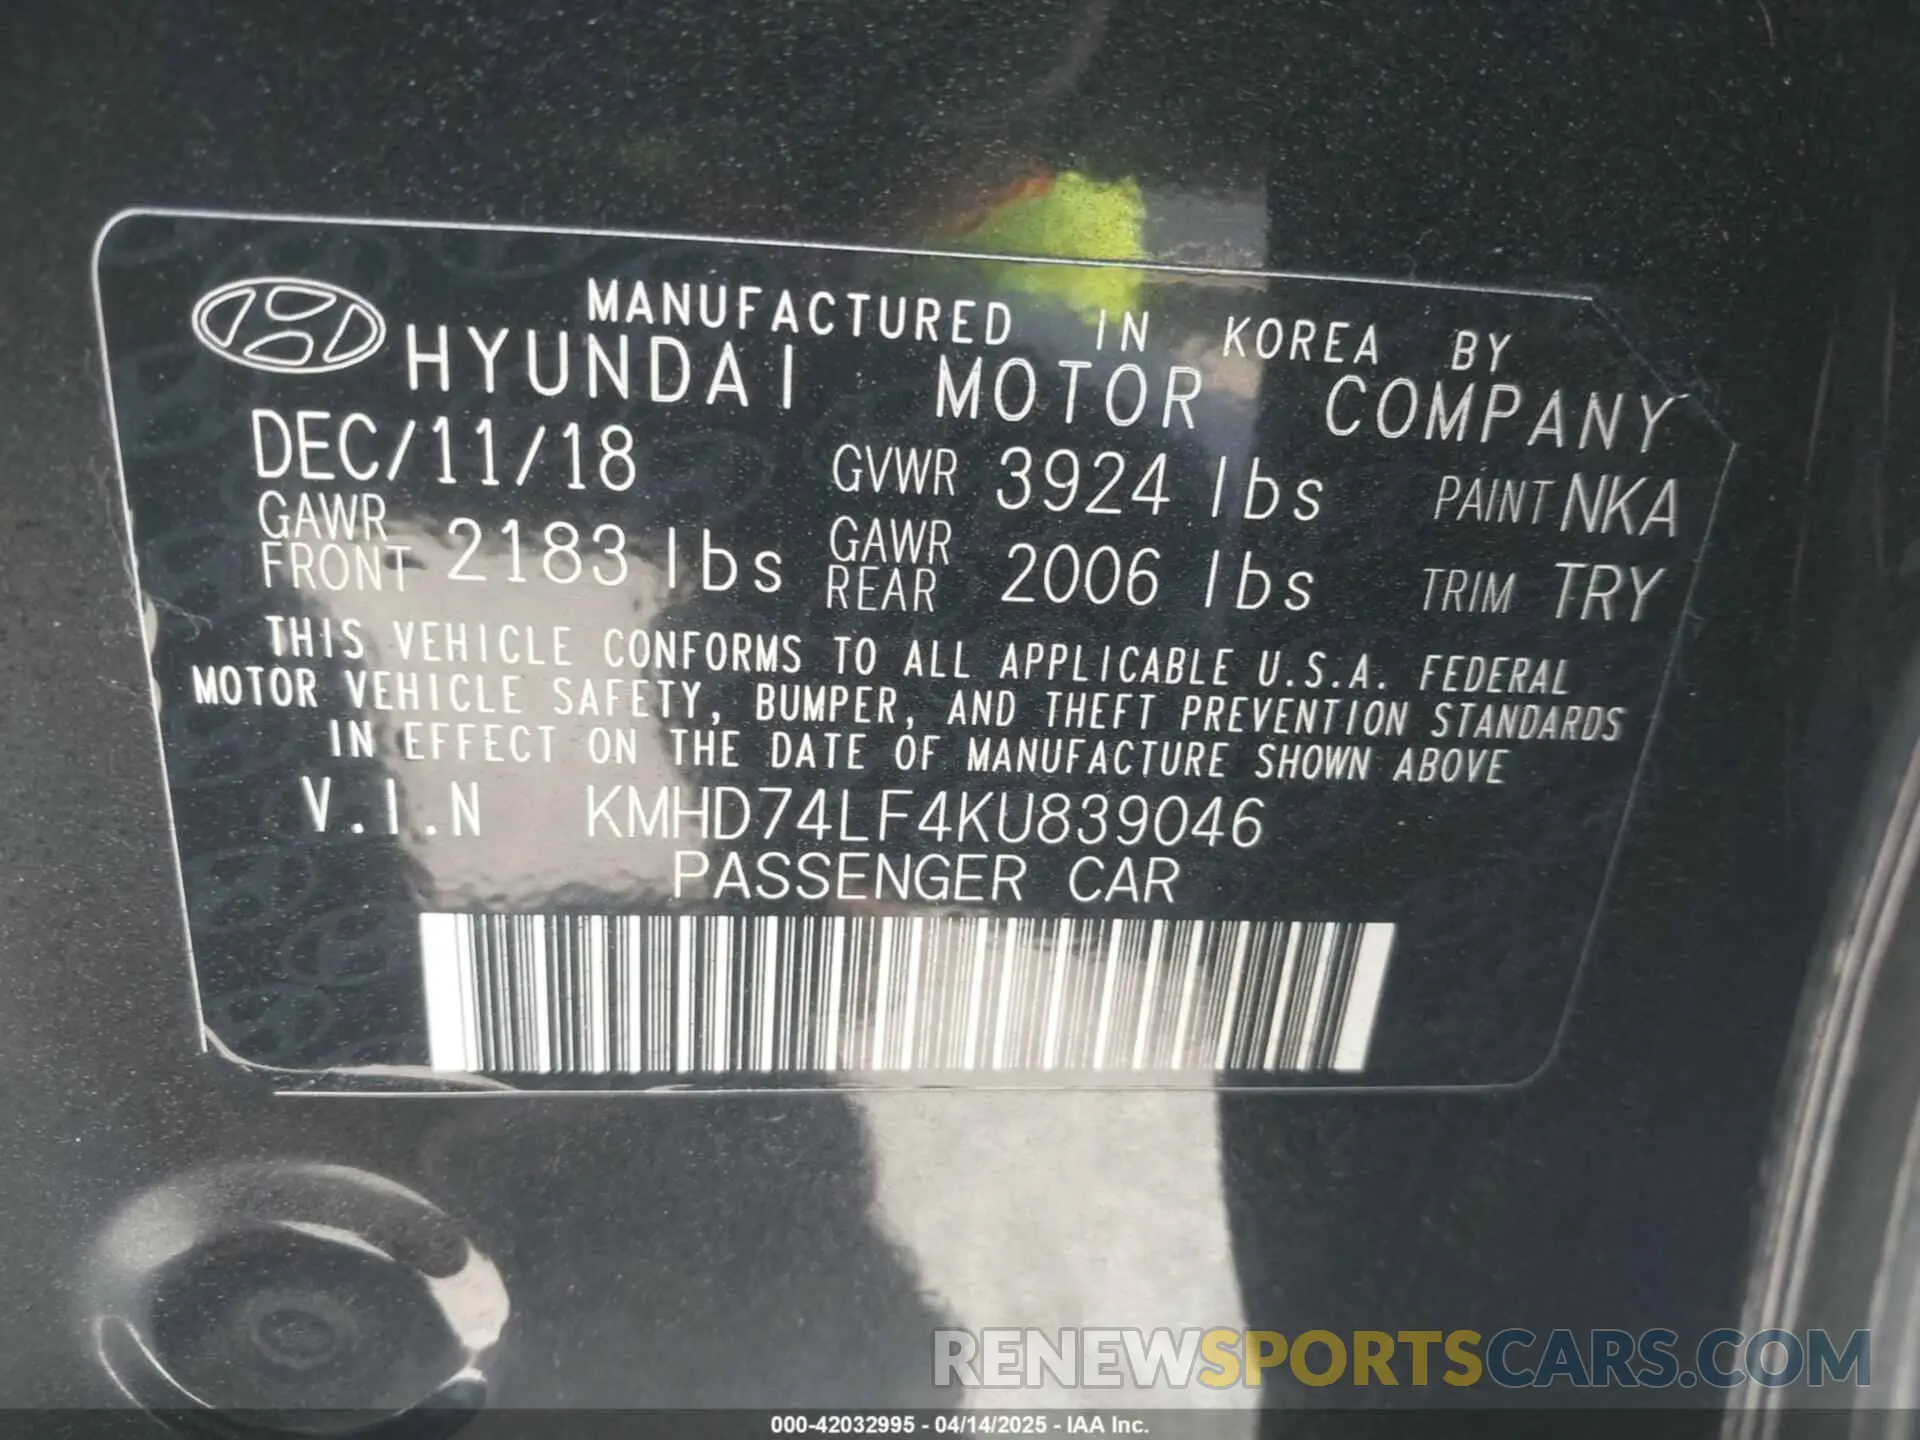 MANUFACTURED IN KOREA BY
HYUNDAI MOTOR COMPANY
DEC/11/18 GVWR 3924 lbs PAINT NKA
GAWR FRONT 2183 lbs GAWR REAR 2006 lbs TRIM TRY
THIS VEHICLE CONFORMS TO ALL APPLICABLE U.S.A. FEDERAL
MOTOR VEHICLE SAFETY, BUMPER, AND THEFT PREVENTION STANDARDS
IN EFFECT ON THE DATE OF MANUFACTURE SHOWN ABOVE
V.I.N KMHD74LF4KU839046
PASSENGER CAR
RENEWSPORTSCARS.COM
000-42032995 - 04/14/2025 - IAA Inc.